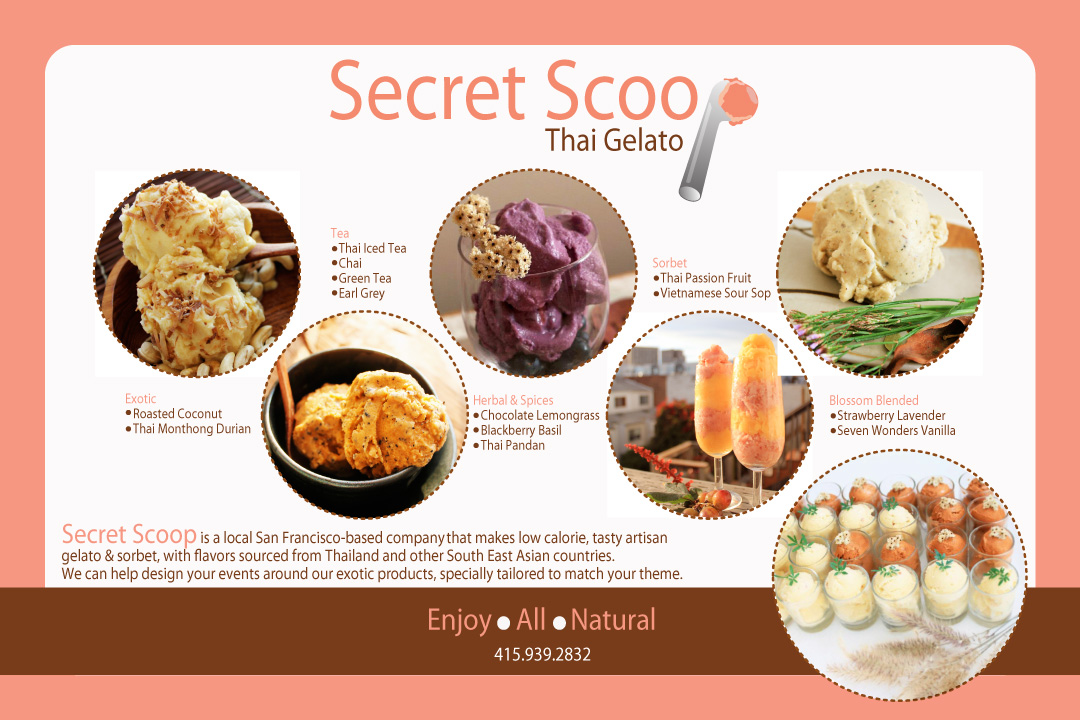 Secret Scoop
Thai Gelato
Tea
•Thai Iced Tea
•Chai
•Green Tea
•Earl Grey
Sorbet
•Thai Passion Fruit
•Vietnamese Sour Sop
Exotic
•Roasted Coconut
•Thai Monthong Durian
Herbal & Spices
•Chocolate Lemongrass
•Blackberry Basil
•Thai Pandan
Blossom Blended
•Strawberry Lavender
•Seven Wonders Vanilla
Secret Scoop is a local San Francisco-based company that makes low calorie, tasty artisan
gelato & sorbet, with flavors sourced from Thailand and other South East Asian countries.
We can help design your events around our exotic products, specially tailored to match your theme.
Enjoy • All • Natural
415.939.2832